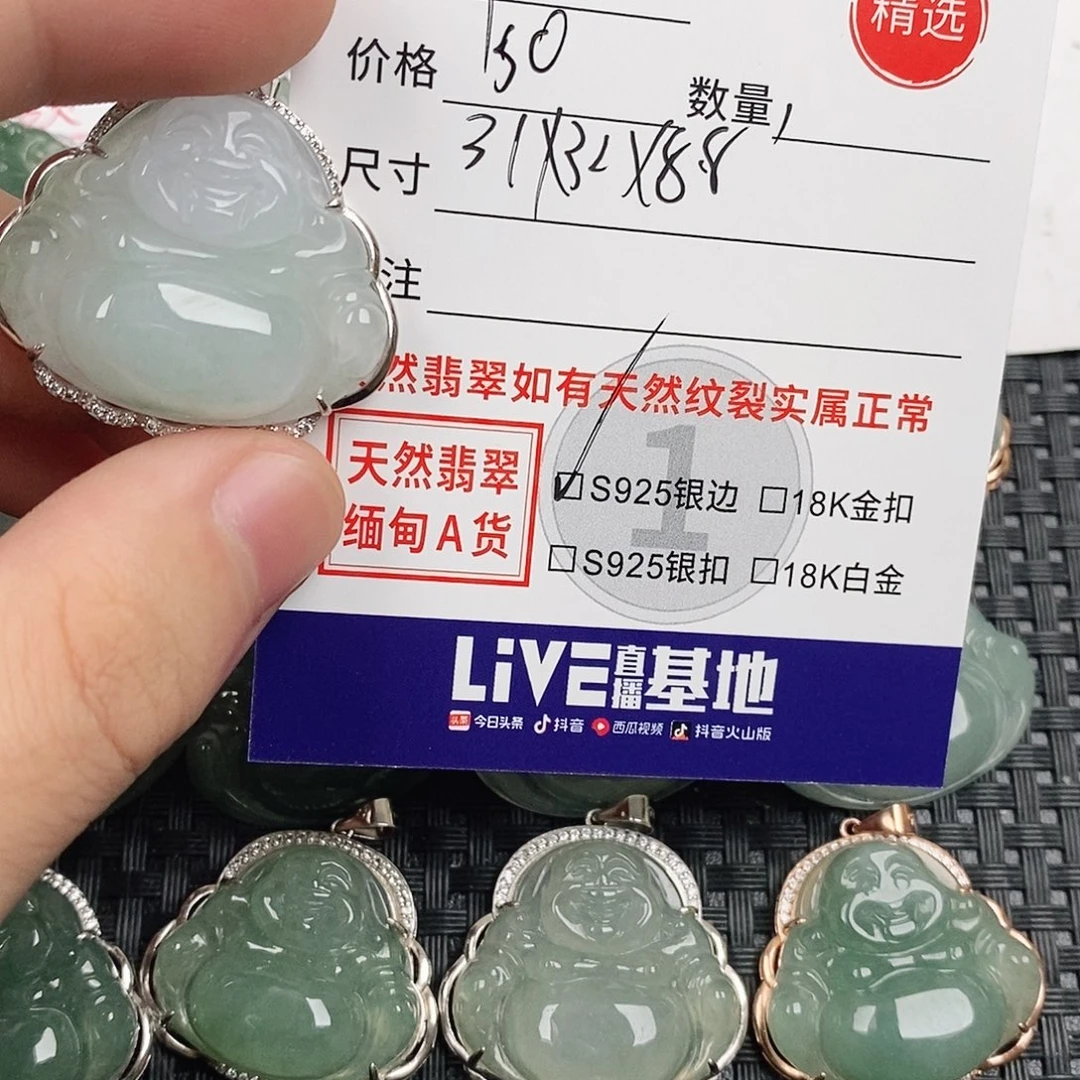 精选
价格 150
数量 1
尺寸 31X32X8.8
注
然翡翠如有天然纹裂实属正常
天然翡翠
缅甸A货
1
☑S925银边 □18K金扣
□S925银扣 □18K白金
LiVE直播基地
头条 今日头条 抖音 西瓜视频 抖音火山版